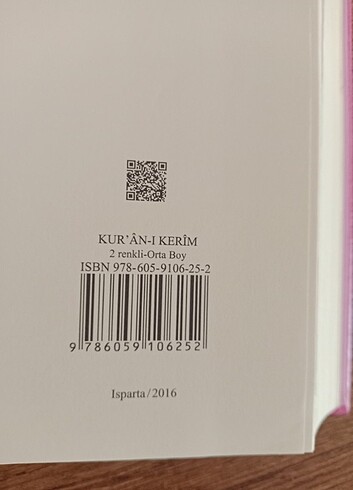 KUR'ÂN-I KERÎM
2 renkli-Orta Boy
ISBN 978-605-9106-25-2
9 786059 106252
Isparta/2016